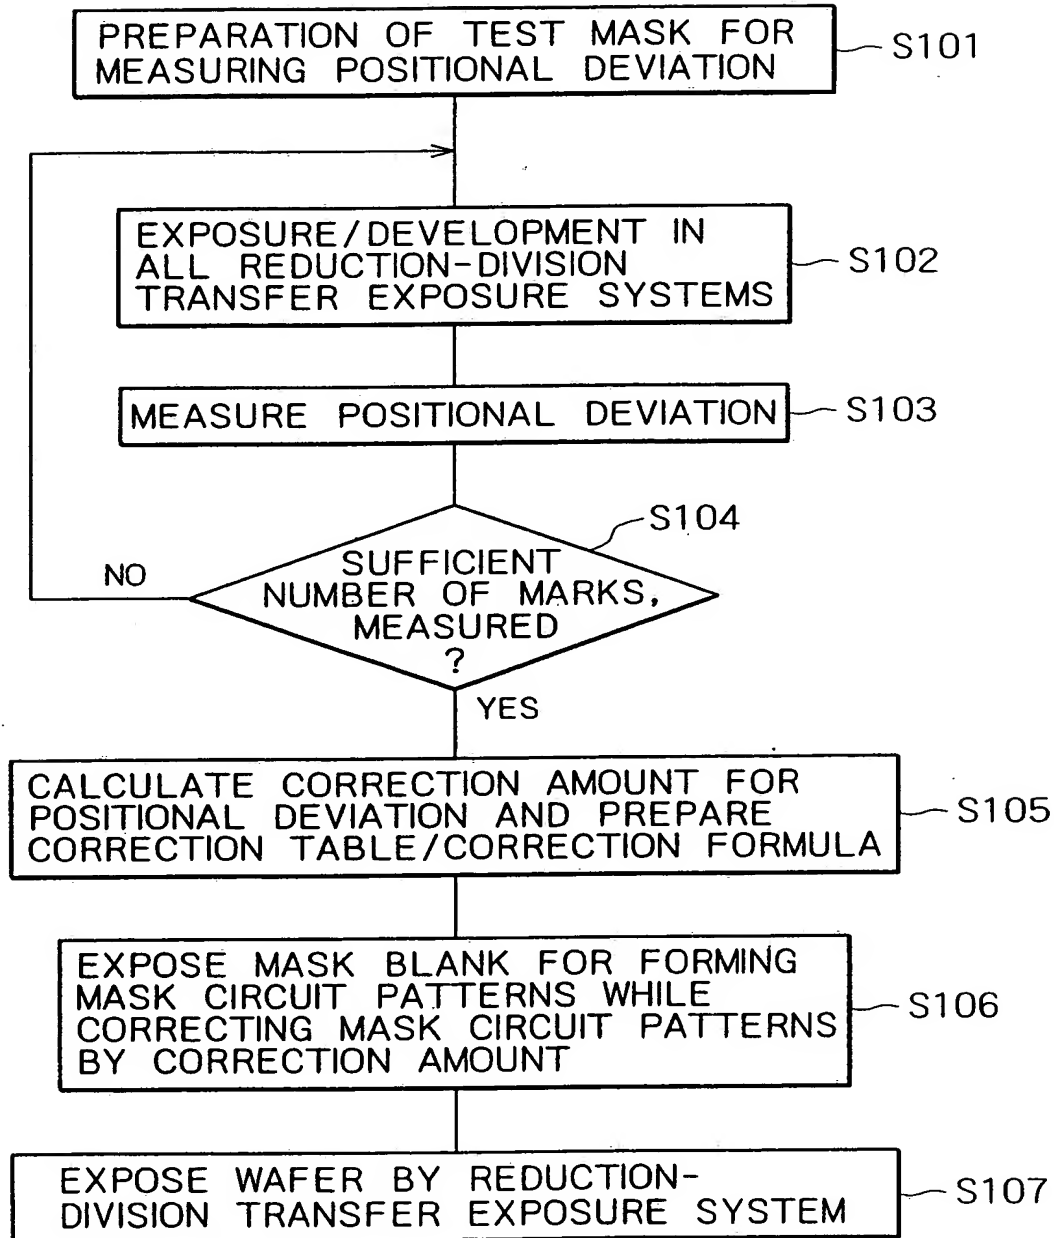 PREPARATION OF TEST MASK FOR
MEASURING POSITIONAL DEVIATION
S101
EXPOSURE/DEVELOPMENT IN
ALL REDUCTION-DIVISION
TRANSFER EXPOSURE SYSTEMS
S102
MEASURE POSITIONAL DEVIATION
S103
S104
SUFFICIENT
NUMBER OF MARKS,
MEASURED
?
NO
YES
CALCULATE CORRECTION AMOUNT FOR
POSITIONAL DEVIATION AND PREPARE
CORRECTION TABLE/CORRECTION FORMULA
S105
EXPOSE MASK BLANK FOR FORMING
MASK CIRCUIT PATTERNS WHILE
CORRECTING MASK CIRCUIT PATTERNS
BY CORRECTION AMOUNT
S106
EXPOSE WAFER BY REDUCTION-
DIVISION TRANSFER EXPOSURE SYSTEM
S107